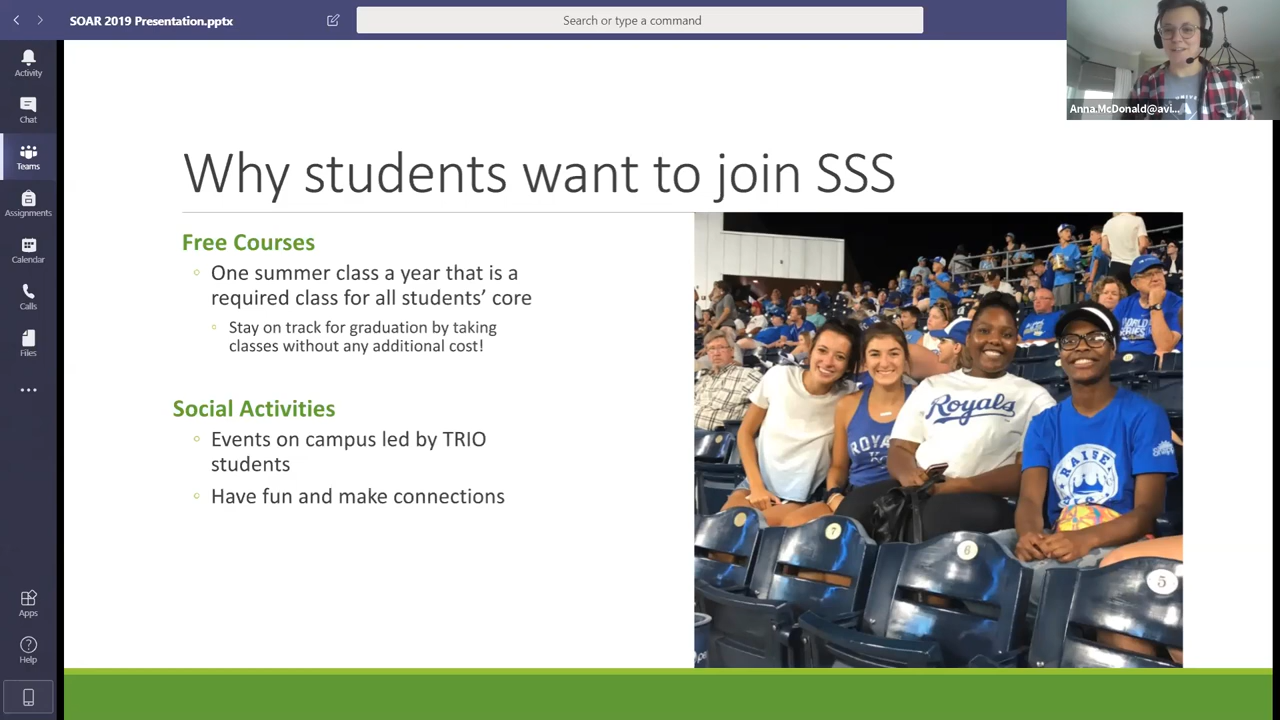 SOAR 2019 Presentation.pptx
Search or type a command
Activity
Chat
Teams
Assignments
Calendar
Calls
Files
Apps
Help
Anna.McDonald@avi...
Why students want to join SSS
Free Courses
One summer class a year that is a
required class for all students’ core
Stay on track for graduation by taking
classes without any additional cost!
Social Activities
Events on campus led by TRIO
students
Have fun and make connections
Royals
RAISE
7
6
5